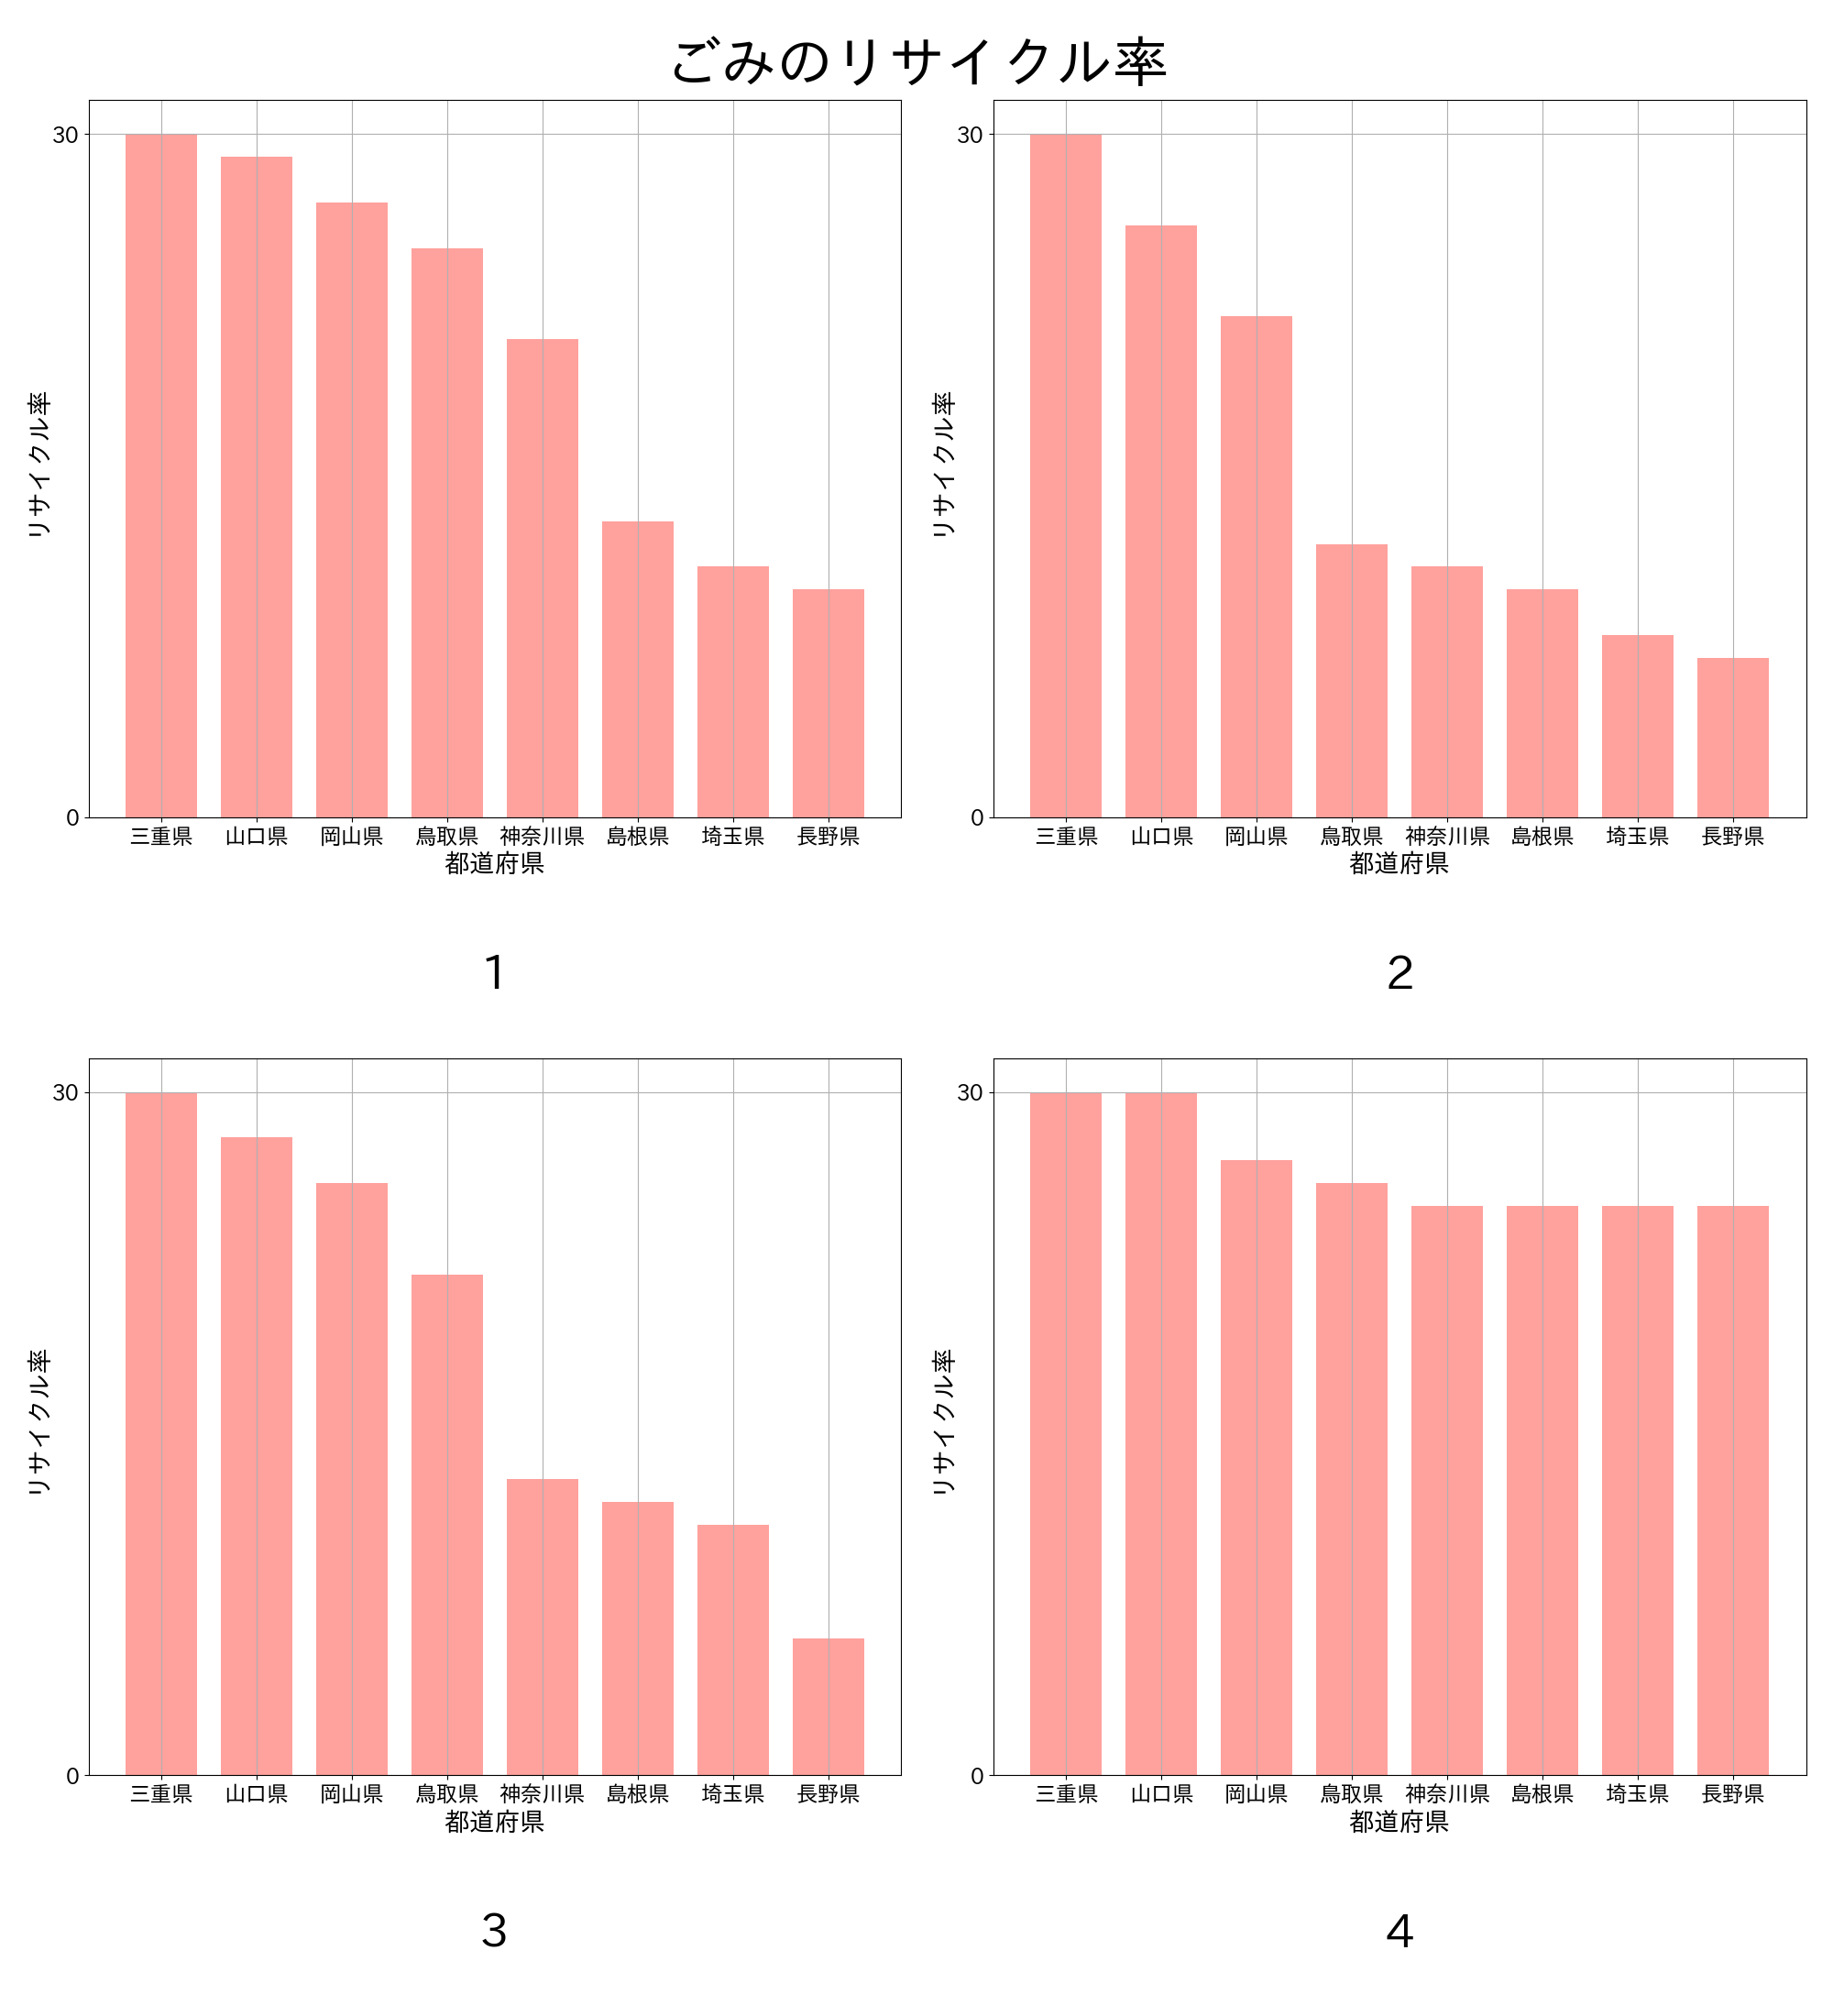 ごみのリサイクル率
30
0
リサイクル率
三重県 山口県 岡山県 鳥取県 神奈川県 島根県 埼玉県 長野県
都道府県
1
30
0
リサイクル率
三重県 山口県 岡山県 鳥取県 神奈川県 島根県 埼玉県 長野県
都道府県
2
30
0
リサイクル率
三重県 山口県 岡山県 鳥取県 神奈川県 島根県 埼玉県 長野県
都道府県
3
30
0
リサイクル率
三重県 山口県 岡山県 鳥取県 神奈川県 島根県 埼玉県 長野県
都道府県
4